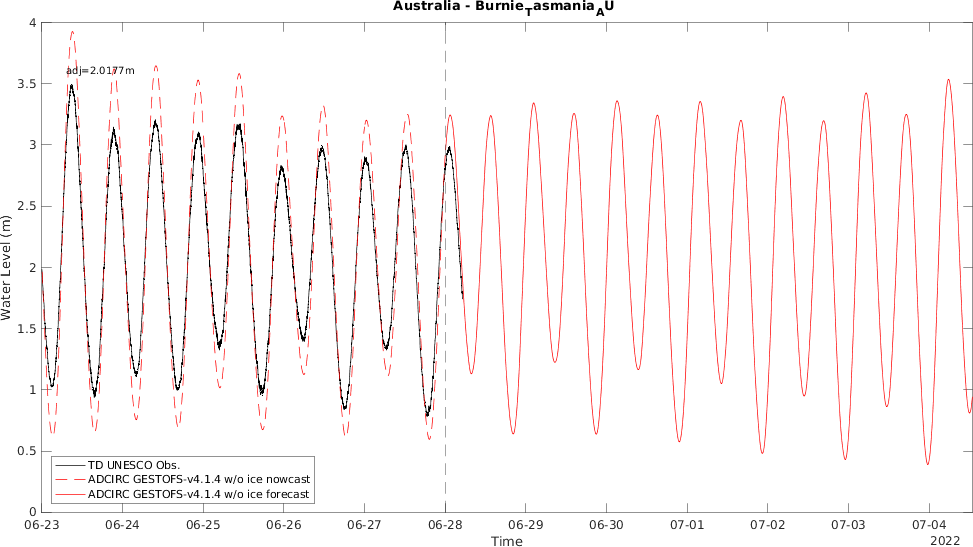 Australia - BurnieTasmaniaAU
4
adj=2.0177m
3.5
3
2.5
2
1.5
1
0.5
0
Water Level (m)
TD UNESCO Obs.
ADCIRC GESTOFS-v4.1.4 w/o ice nowcast
ADCIRC GESTOFS-v4.1.4 w/o ice forecast
06-23 06-24 06-25 06-26 06-27 06-28 06-29 06-30 07-01 07-02 07-03 07-04
Time
2022